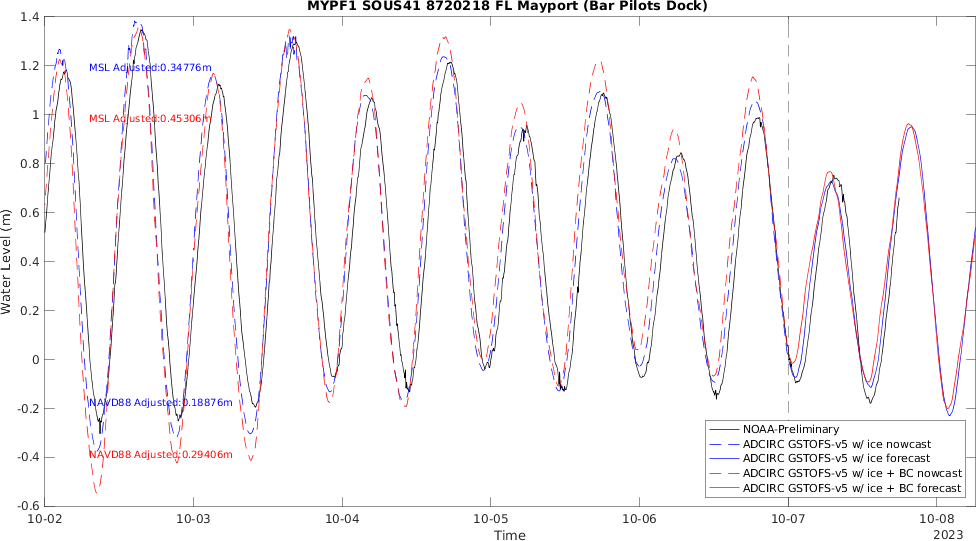 MYPF1 SOUS41 8720218 FL Mayport (Bar Pilots Dock)
1.4
1.2
1
0.8
0.6
0.4
0.2
0
-0.2
-0.4
-0.6
Water Level (m)
MSL Adjusted:0.34776m
MSL Adjusted:0.45306m
NAVD88 Adjusted:0.18876m
NAVD88 Adjusted:0.29406m
NOAA-Preliminary
ADCIRC GSTOFS-v5 w/ ice nowcast
ADCIRC GSTOFS-v5 w/ ice forecast
ADCIRC GSTOFS-v5 w/ ice + BC nowcast
ADCIRC GSTOFS-v5 w/ ice + BC forecast
10-02 10-03 10-04 10-05 10-06 10-07 10-08
Time
2023